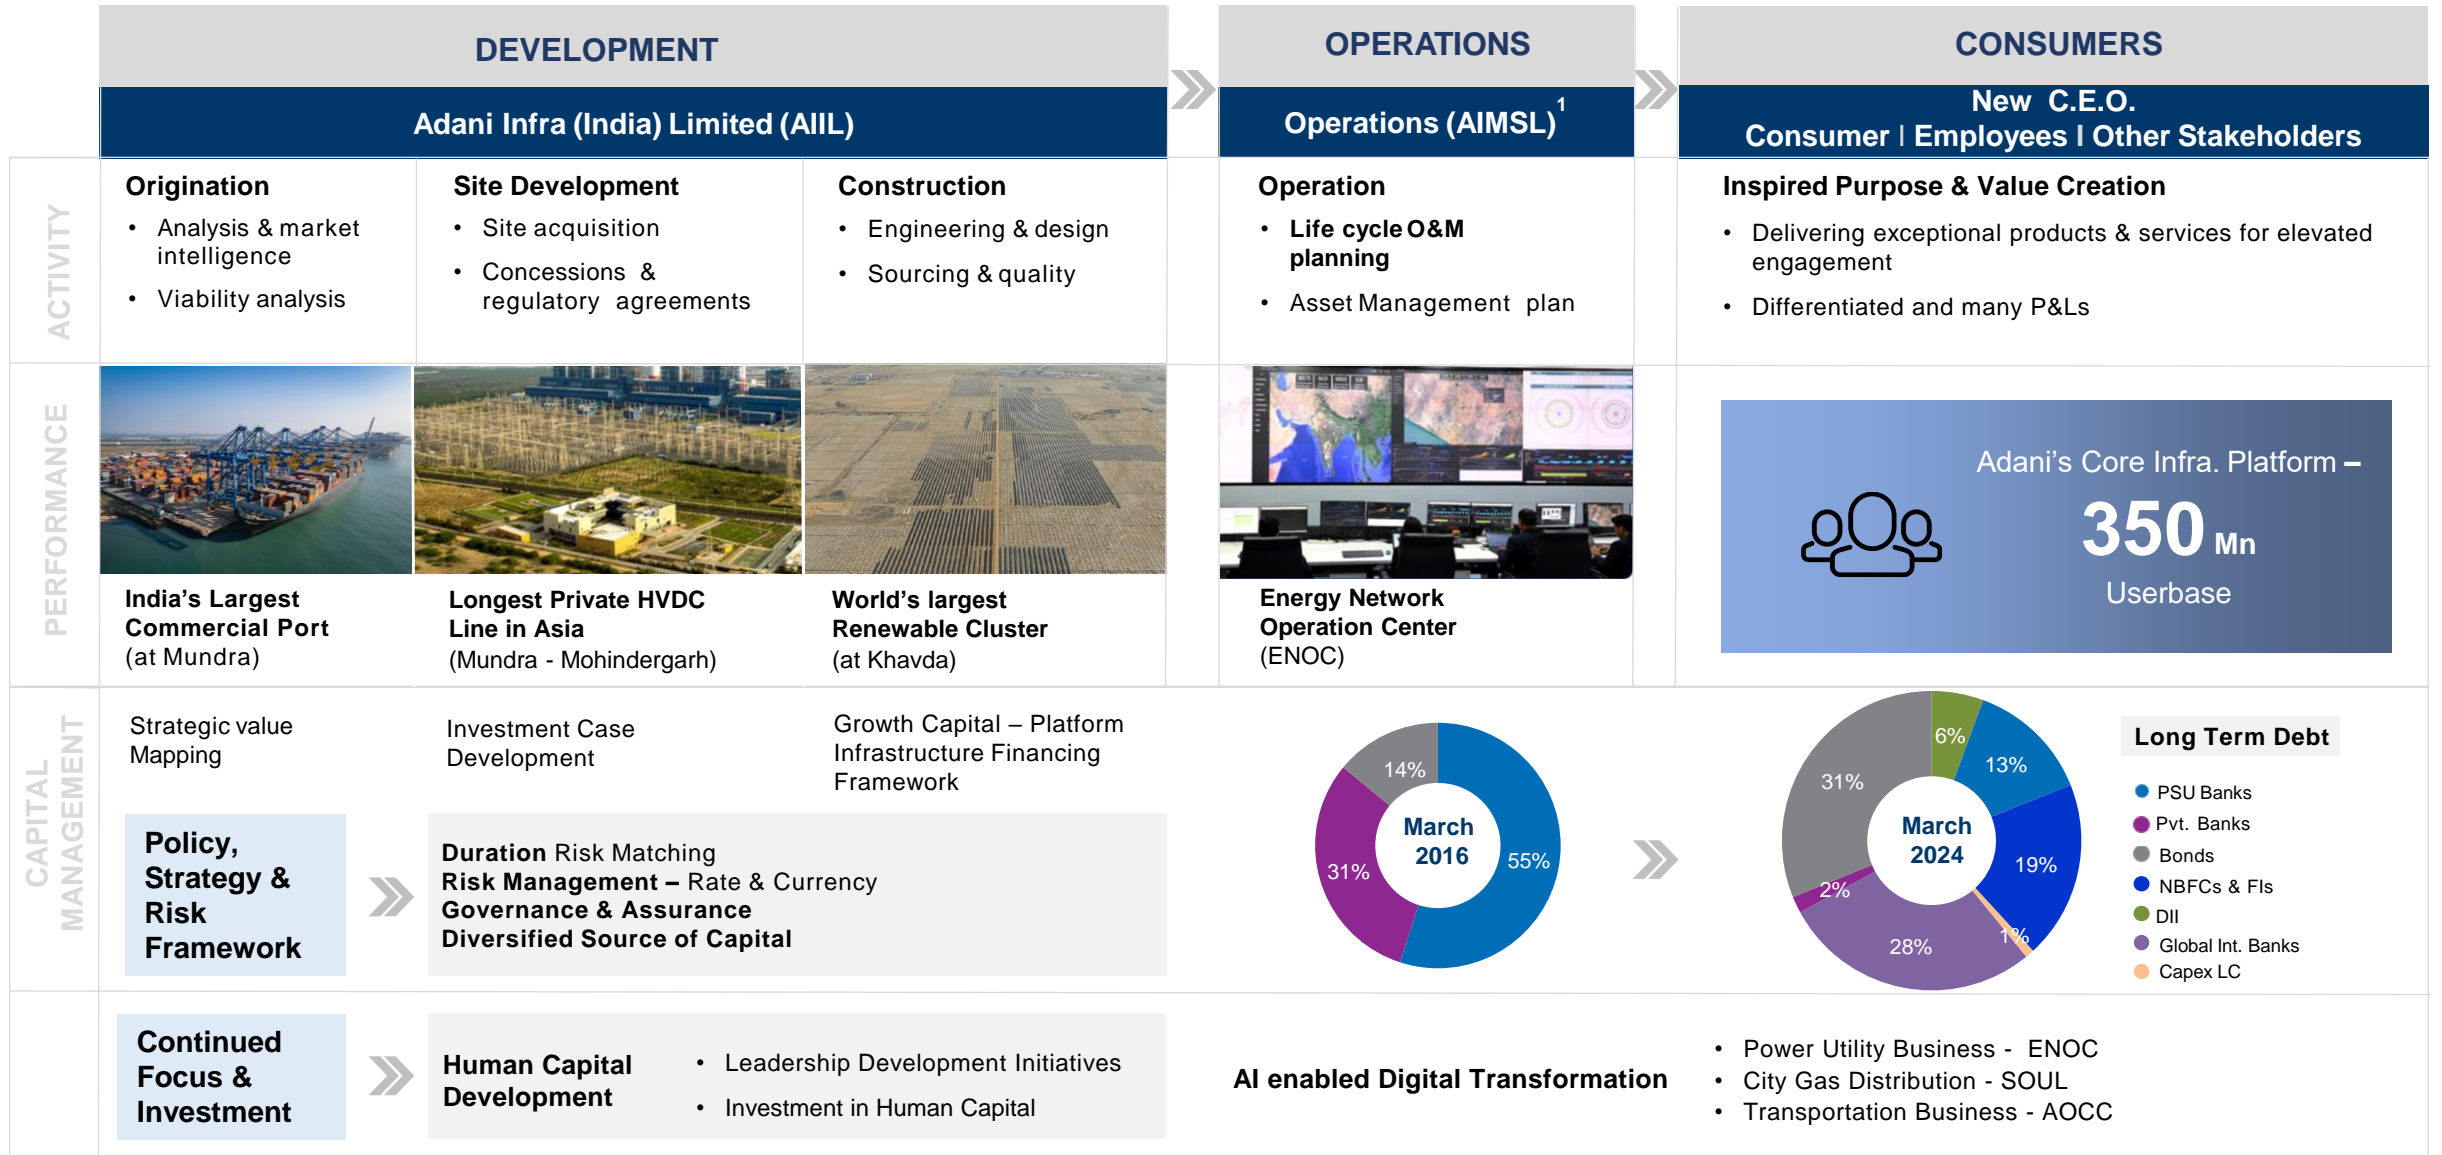 DEVELOPMENT
OPERATIONS
CONSUMERS
Adani Infra (India) Limited (AIIL)
Operations (AIMSL)1
New C.E.O.
Consumer l Employees I Other Stakeholders
ACTIVITY
Origination
• Analysis & market
intelligence
• Viability analysis
Site Development
• Site acquisition
• Concessions &
regulatory agreements
Construction
• Engineering & design
• Sourcing & quality
Operation
• Life cycle O&M
planning
• Asset Management plan
Inspired Purpose & Value Creation
• Delivering exceptional products & services for elevated
engagement
• Differentiated and many P&Ls
PERFORMANCE
India's Largest
Commercial Port
(at Mundra)
Longest Private HVDC
Line in Asia
(Mundra - Mohindergarh)
World's largest
Renewable Cluster
(at Khavda)
Energy Network
Operation Center
(ENOC)
Adani's Core Infra. Platform –
350 Mn
Userbase
CAPITAL
MANAGEMENT
Strategic value
Mapping
Investment Case
Development
Growth Capital – Platform
Infrastructure Financing
Framework
Policy,
Strategy &
Risk
Framework
Duration Risk Matching
Risk Management – Rate & Currency
Governance & Assurance
Diversified Source of Capital
14%
31%
55%
March
2016
6%
13%
31%
19%
2%
1%
28%
March
2024
Long Term Debt
PSU Banks
Pvt. Banks
Bonds
NBFCs & FIs
DII
Global Int. Banks
Capex LC
Continued
Focus &
Investment
Human Capital
Development
• Leadership Development Initiatives
• Investment in Human Capital
AI enabled Digital Transformation
• Power Utility Business - ENOC
• City Gas Distribution - SOUL
• Transportation Business - AOCC